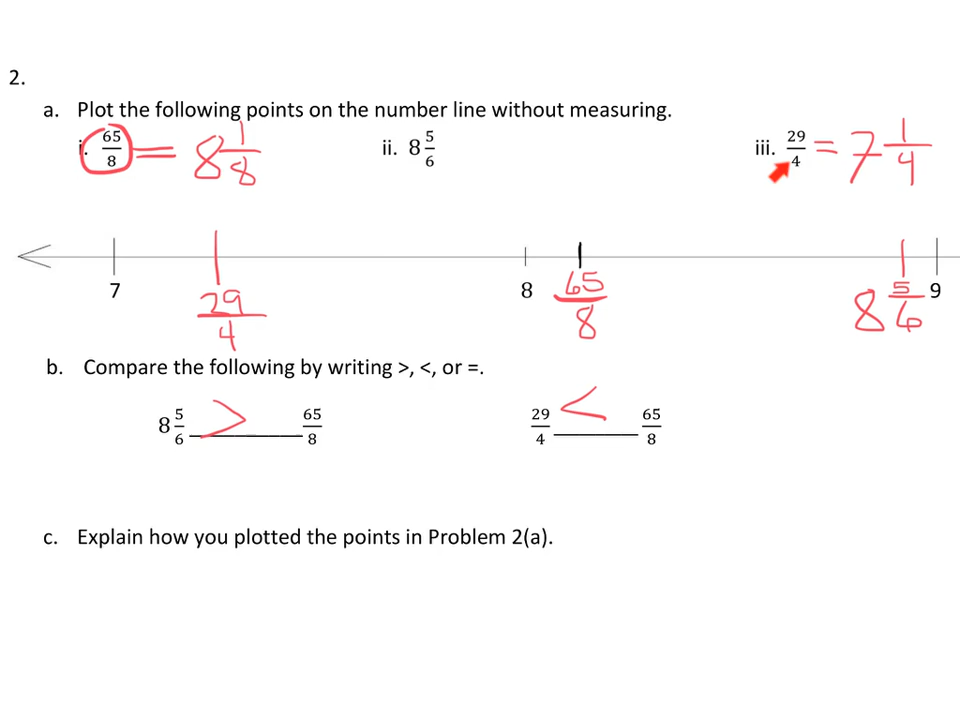 2.
a. Plot the following points on the number line without measuring.
i. 65/8 = 8 1/8 ii. 8 5/6 iii. 29/4 = 7 1/4
7 8 9
29/4 65/8 8 5/6
b. Compare the following by writing >, <, or =.
8 5/6 > 65/8 29/4 < 65/8
c. Explain how you plotted the points in Problem 2(a).